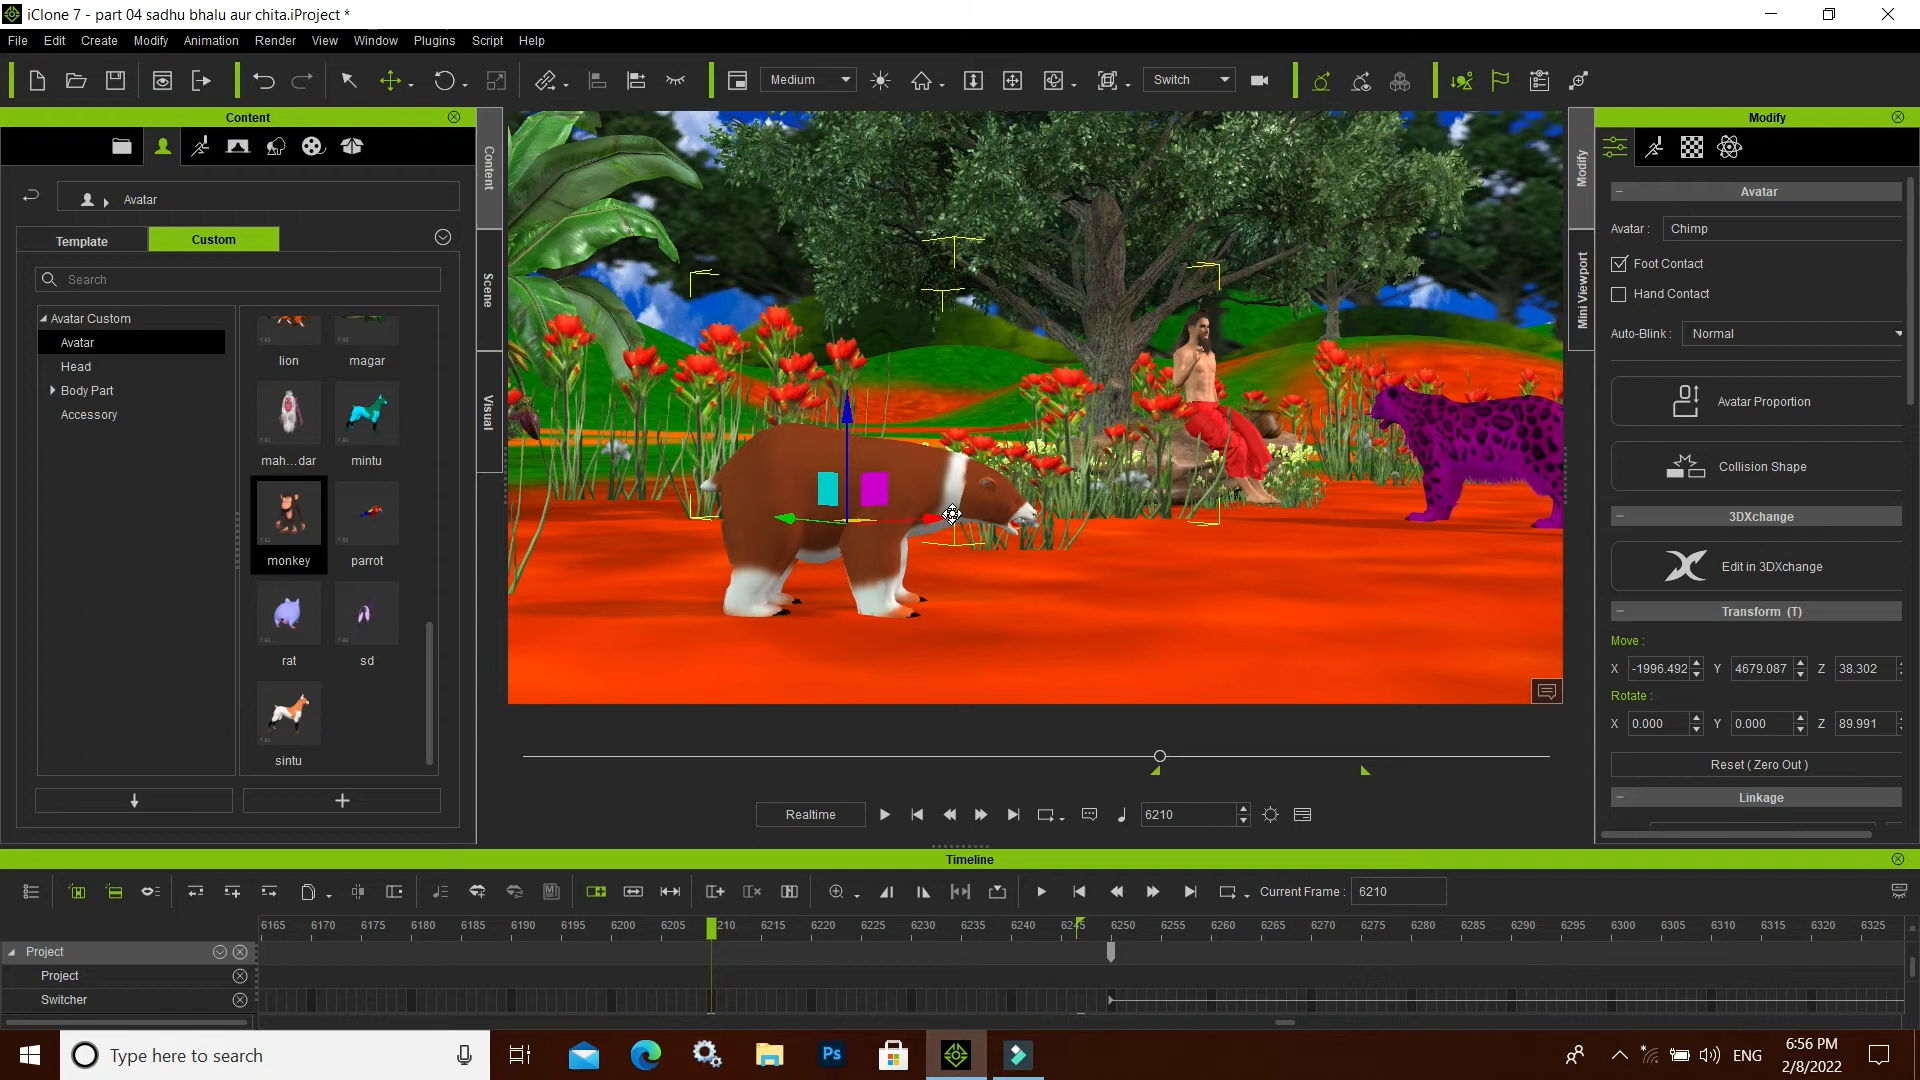 iClone 7 - part 04 sadhu bhalu aur chita.iProject *
File Edit Create Modify Animation Render View Window Plugins Script Help
Medium
Switch
Content
Avatar
Template
Custom
Search
Avatar Custom
Avatar
Head
Body Part
Accessory
lion magar
mah...dar mintu
monkey parrot
rat sd
sintu
Content
Scene
Visual
Modify
Mini Viewport
Modify
Avatar
Avatar : Chimp
Foot Contact
Hand Contact
Auto-Blink : Normal
Avatar Proportion
Collision Shape
3DXchange
Edit in 3DXchange
Transform (T)
Move :
X -1996.492 Y 4679.087 Z 38.302
Rotate :
X 0.000 Y 0.000 Z 89.991
Reset ( Zero Out )
Linkage
Realtime
6210
Timeline
Current Frame : 6210
6165 6170 6175 6180 6185 6190 6195 6200 6205 210 6215 6220 6225 6230 6235 6240 6245 6250 6255 6260 6265 6270 6275 6280 6285 6290 6295 6300 6305 6310 6315 6320 6325
Project
Project
Switcher
Type here to search
Ps
ENG
6:56 PM
2/8/2022